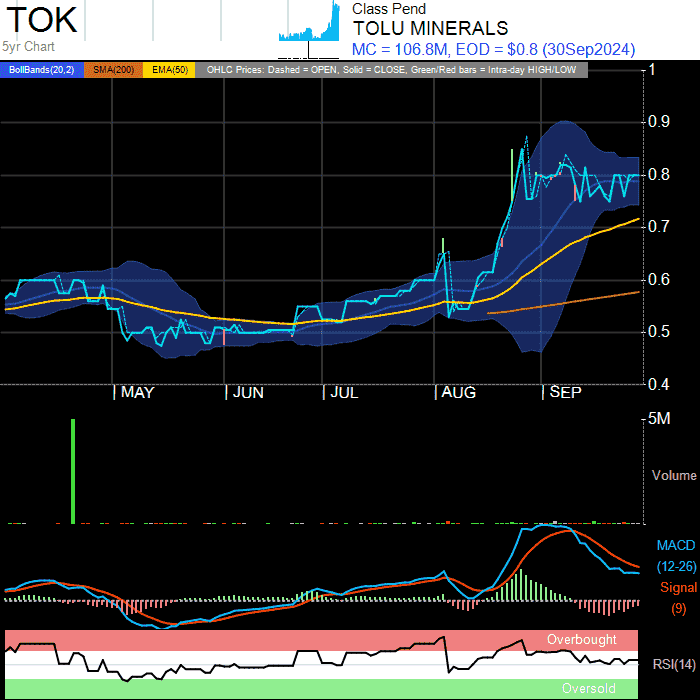 TOK
5yr Chart
Class Pend
TOLU MINERALS
MC = 106.8M, EOD = $0.8 (30Sep2024)
BollBands(20,2) SMA(200) EMA(50) OHLC Prices: Dashed = OPEN, Solid = CLOSE, Green/Red bars = Intra-day HIGH/LOW
1
0.9
0.8
0.7
0.6
0.5
0.4
MAY JUN JUL AUG SEP
5M
Volume
MACD
(12-26)
Signal
(9)
Overbought
RSI(14)
Oversold